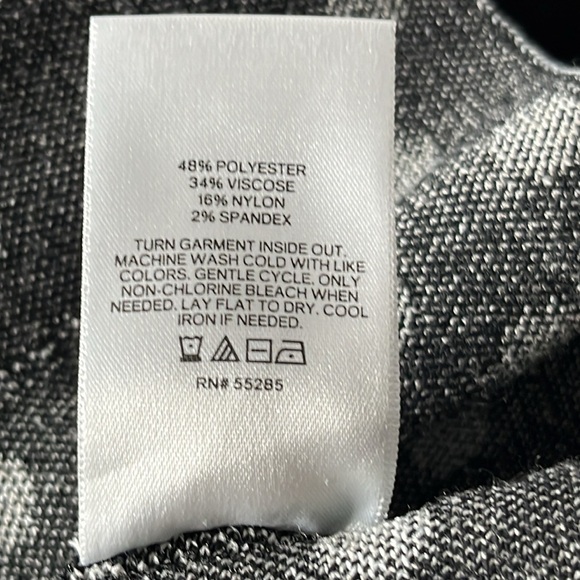 48% POLYESTER
34% VISCOSE
16% NYLON
2% SPANDEX
TURN GARMENT INSIDE OUT.
MACHINE WASH COLD WITH LIKE
COLORS. GENTLE CYCLE. ONLY
NON-CHLORINE BLEACH WHEN
NEEDED. LAY FLAT TO DRY. COOL
IRON IF NEEDED.
RN# 55285